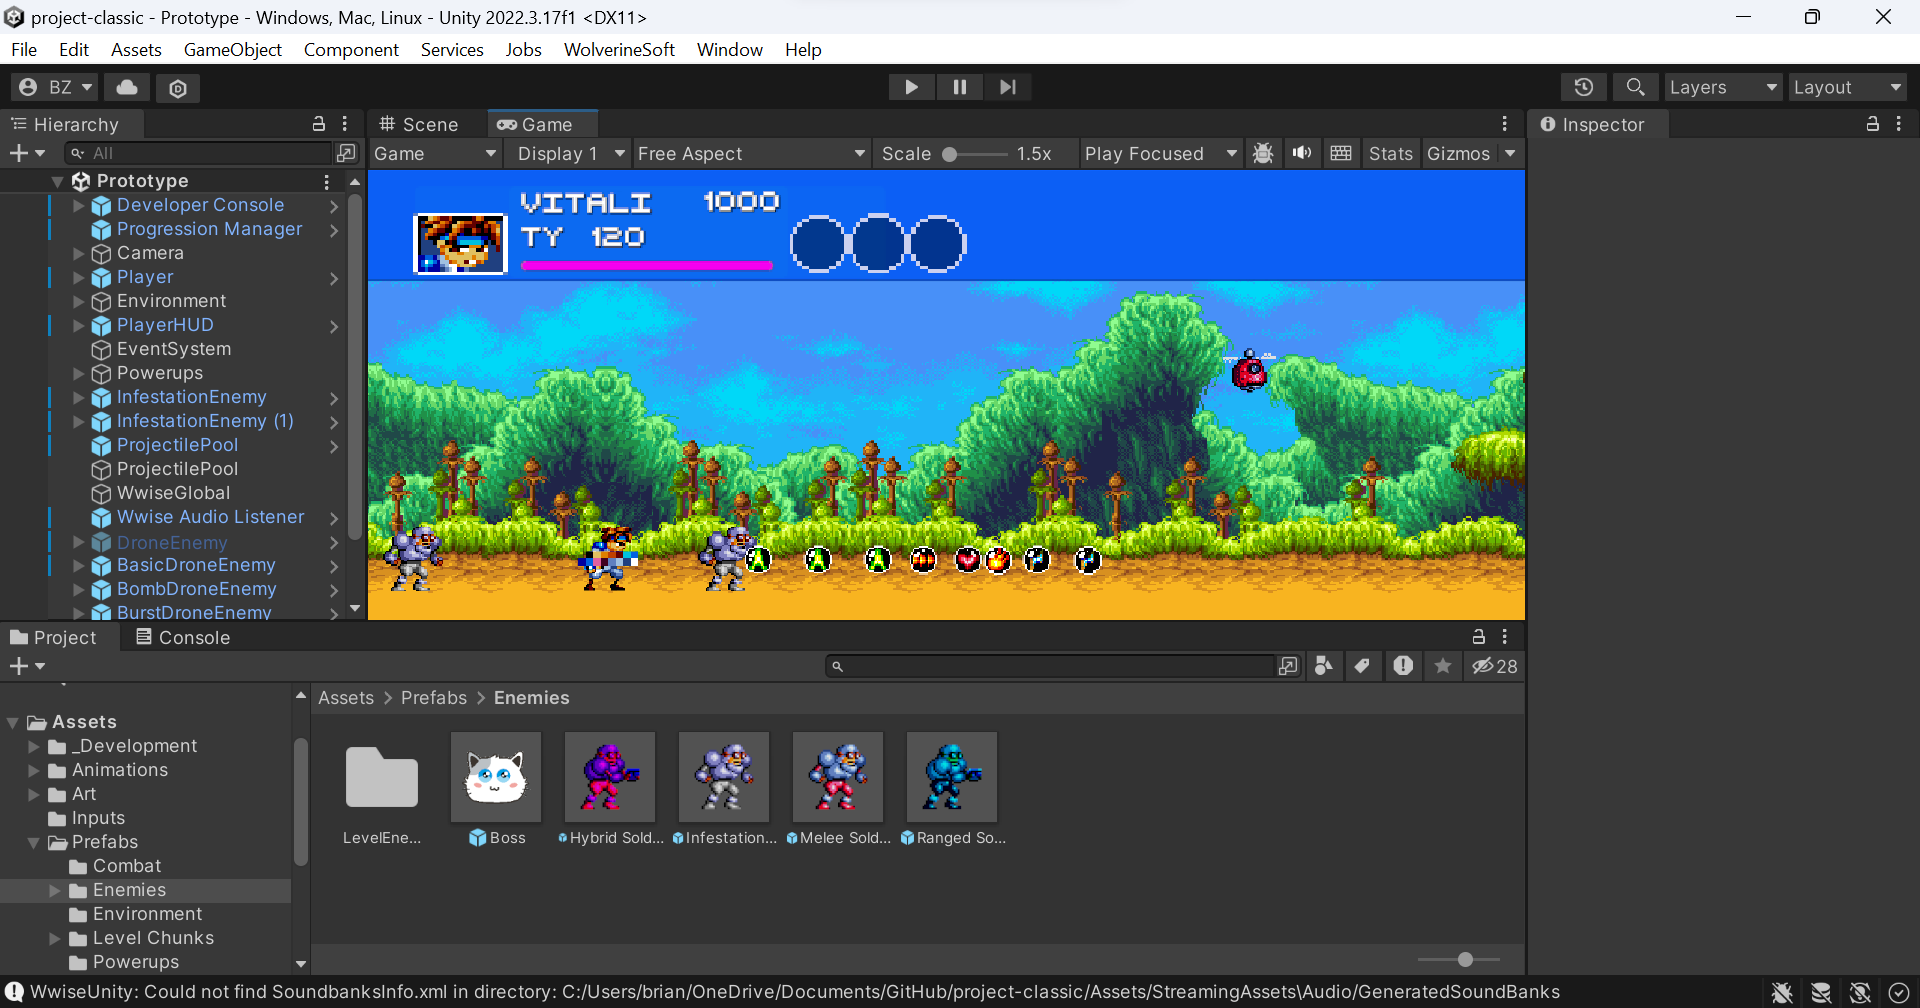 project-classic - Prototype - Windows, Mac, Linux - Unity 2022.3.17f1 <DX11>
File Edit Assets GameObject Component Services Jobs WolverineSoft Window Help
BZ
Layers Layout
Hierarchy
Scene Game
Inspector
All
Game Display 1 Free Aspect Scale 1.5x Play Focused Stats Gizmos
Prototype
Developer Console
Progression Manager
Camera
Player
Environment
PlayerHUD
EventSystem
Powerups
InfestationEnemy
InfestationEnemy (1)
ProjectilePool
ProjectilePool
WwiseGlobal
Wwise Audio Listener
DroneEnemy
BasicDroneEnemy
BombDroneEnemy
BurstDroneEnemy
VITALI 1000
TY 120
Project Console
28
Assets
_Development
Animations
Art
Inputs
Prefabs
Combat
Enemies
Environment
Level Chunks
Powerups
Assets > Prefabs > Enemies
LevelEne... Boss Hybrid Sold... Infestation... Melee Sold... Ranged So...
WwiseUnity: Could not find SoundbanksInfo.xml in directory: C:/Users/brian/OneDrive/Documents/GitHub/project-classic/Assets/StreamingAssets\Audio/GeneratedSoundBanks